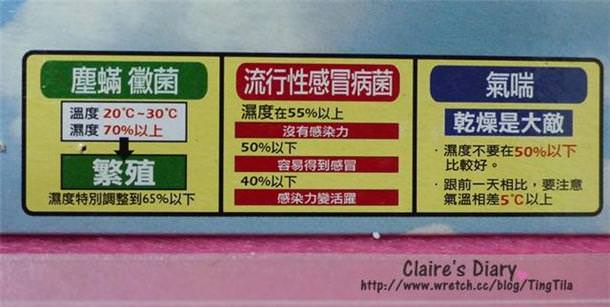 塵蟎 黴菌
溫度 20℃~30℃
濕度 70%以上
繁殖
濕度特別調整到65%以下
流行性感冒病菌
濕度在55%以上
沒有感染力
50%以下
容易得到感冒
40%以下
感染力變活躍
氣喘
乾燥是大敵
·濕度不要在50%以下
比較好。
·跟前一天相比，要注意
氣溫相差5℃以上
Claire's Diary
http://www.wretch.cc/blog/TingTila